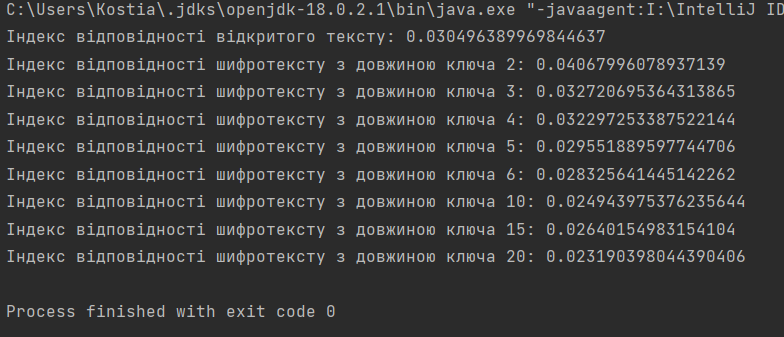 C:\Users\Kostia\.jdks\openjdk-18.0.2.1\bin\java.exe "-javaagent:I:\IntelliJ ID
Індекс відповідності відкритого тексту: 0.030496389969844637
Індекс відповідності шифротексту з довжиною ключа 2: 0.04067996078937139
Індекс відповідності шифротексту з довжиною ключа 3: 0.032720695364313865
Індекс відповідності шифротексту з довжиною ключа 4: 0.032297253387522144
Індекс відповідності шифротексту з довжиною ключа 5: 0.029551889597744706
Індекс відповідності шифротексту з довжиною ключа 6: 0.028325641445142262
Індекс відповідності шифротексту з довжиною ключа 10: 0.024943975376235644
Індекс відповідності шифротексту з довжиною ключа 15: 0.02640154983154104
Індекс відповідності шифротексту з довжиною ключа 20: 0.023190398044390406
Process finished with exit code 0